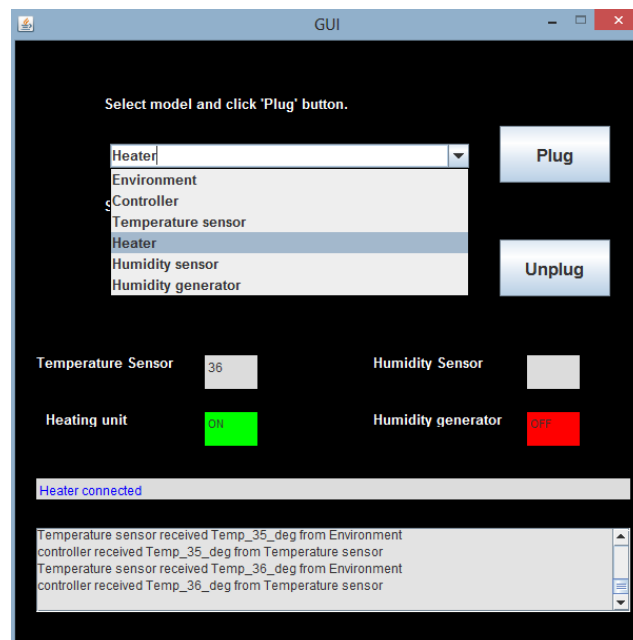 GUI
Select model and click 'Plug' button.
Heater
Plug
Environment
Controller
Temperature sensor
Heater
Humidity sensor
Humidity generator
Unplug
Temperature Sensor
36
Humidity Sensor
Heating unit
ON
Humidity generator
OFF
Heater connected
Temperature sensor received Temp_35_deg from Environment
controller received Temp_35_deg from Temperature sensor
Temperature sensor received Temp_36_deg from Environment
controller received Temp_36_deg from Temperature sensor